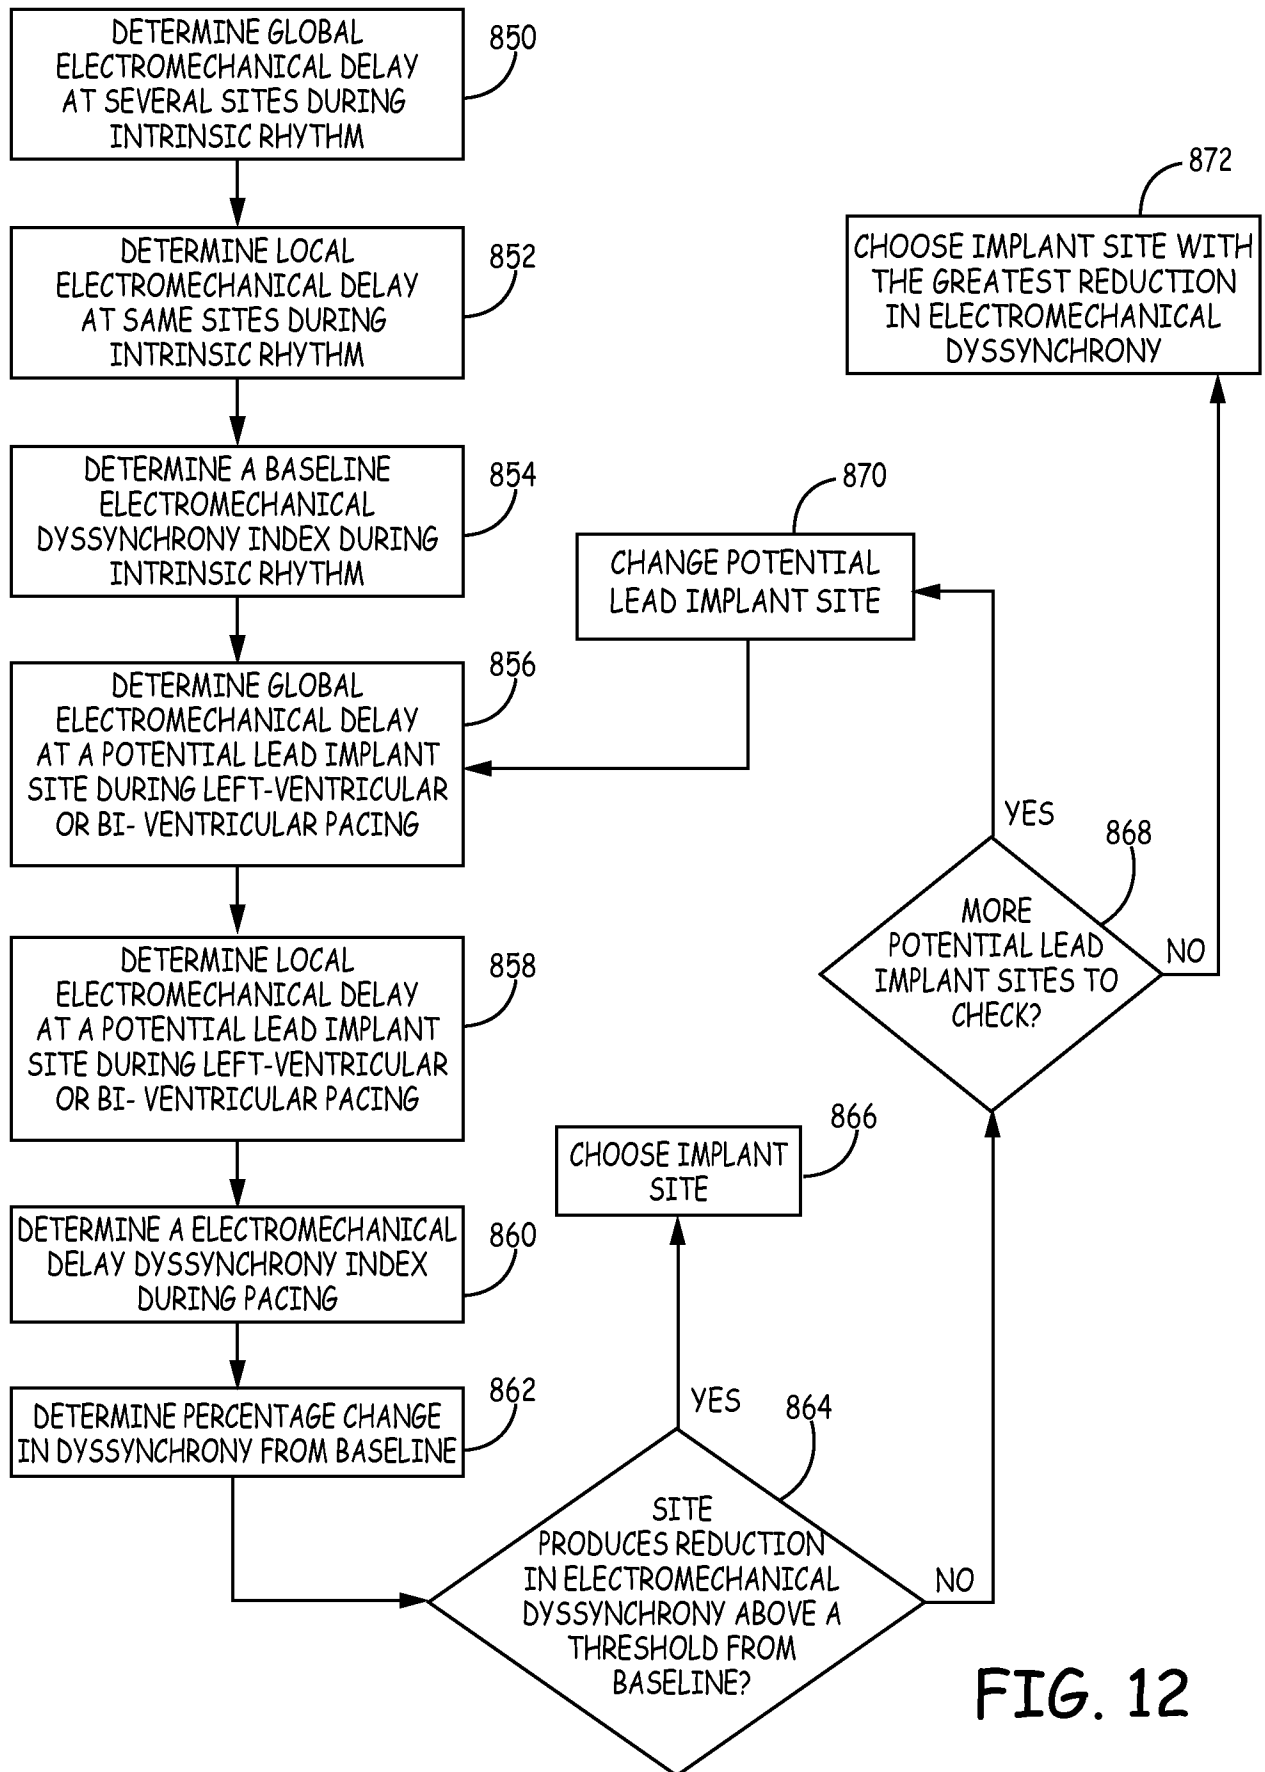 DETERMINE GLOBAL
ELECTROMECHANICAL DELAY
AT SEVERAL SITES DURING
INTRINSIC RHYTHM
850
DETERMINE LOCAL
ELECTROMECHANICAL DELAY
AT SAME SITES DURING
INTRINSIC RHYTHM
852
DETERMINE A BASELINE
ELECTROMECHANICAL
DYSSYNCHRONY INDEX DURING
INTRINSIC RHYTHM
854
DETERMINE GLOBAL
ELECTROMECHANICAL DELAY
AT A POTENTIAL LEAD IMPLANT
SITE DURING LEFT-VENTRICULAR
OR BI- VENTRICULAR PACING
856
DETERMINE LOCAL
ELECTROMECHANICAL DELAY
AT A POTENTIAL LEAD IMPLANT
SITE DURING LEFT-VENTRICULAR
OR BI- VENTRICULAR PACING
858
DETERMINE A ELECTROMECHANICAL
DELAY DYSSYNCHRONY INDEX
DURING PACING
860
DETERMINE PERCENTAGE CHANGE
IN DYSSYNCHRONY FROM BASELINE
862
SITE
PRODUCES REDUCTION
IN ELECTROMECHANICAL
DYSSYNCHRONY ABOVE A
THRESHOLD FROM
BASELINE?
864
YES
NO
CHOOSE IMPLANT
SITE
866
MORE
POTENTIAL LEAD
IMPLANT SITES TO
CHECK?
868
YES
NO
CHANGE POTENTIAL
LEAD IMPLANT SITE
870
CHOOSE IMPLANT SITE WITH
THE GREATEST REDUCTION
IN ELECTROMECHANICAL
DYSSYNCHRONY
872
FIG. 12